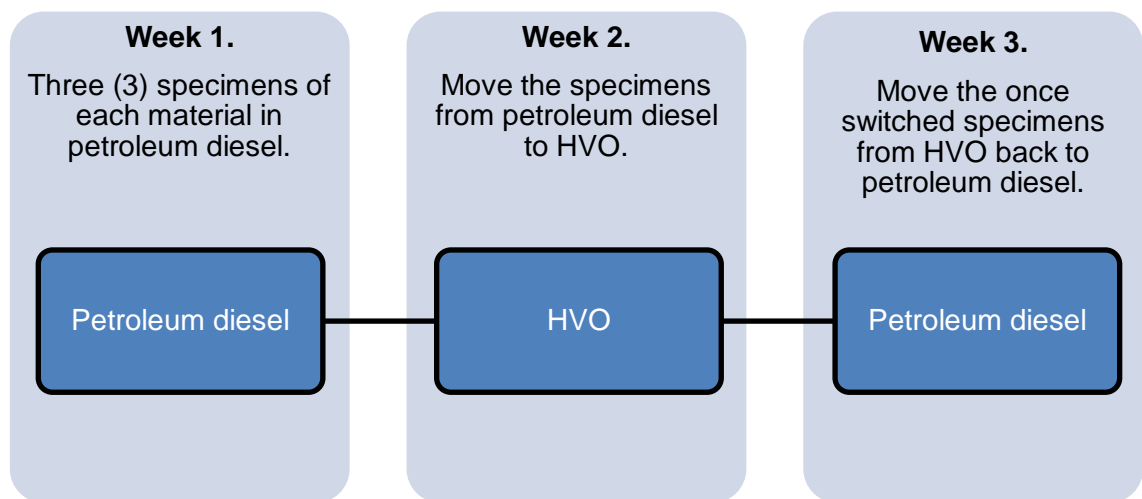 Week 1.
Three (3) specimens of
each material in
petroleum diesel.
Petroleum diesel
Week 2.
Move the specimens
from petroleum diesel
to HVO.
HVO
Week 3.
Move the once
switched specimens
from HVO back to
petroleum diesel.
Petroleum diesel